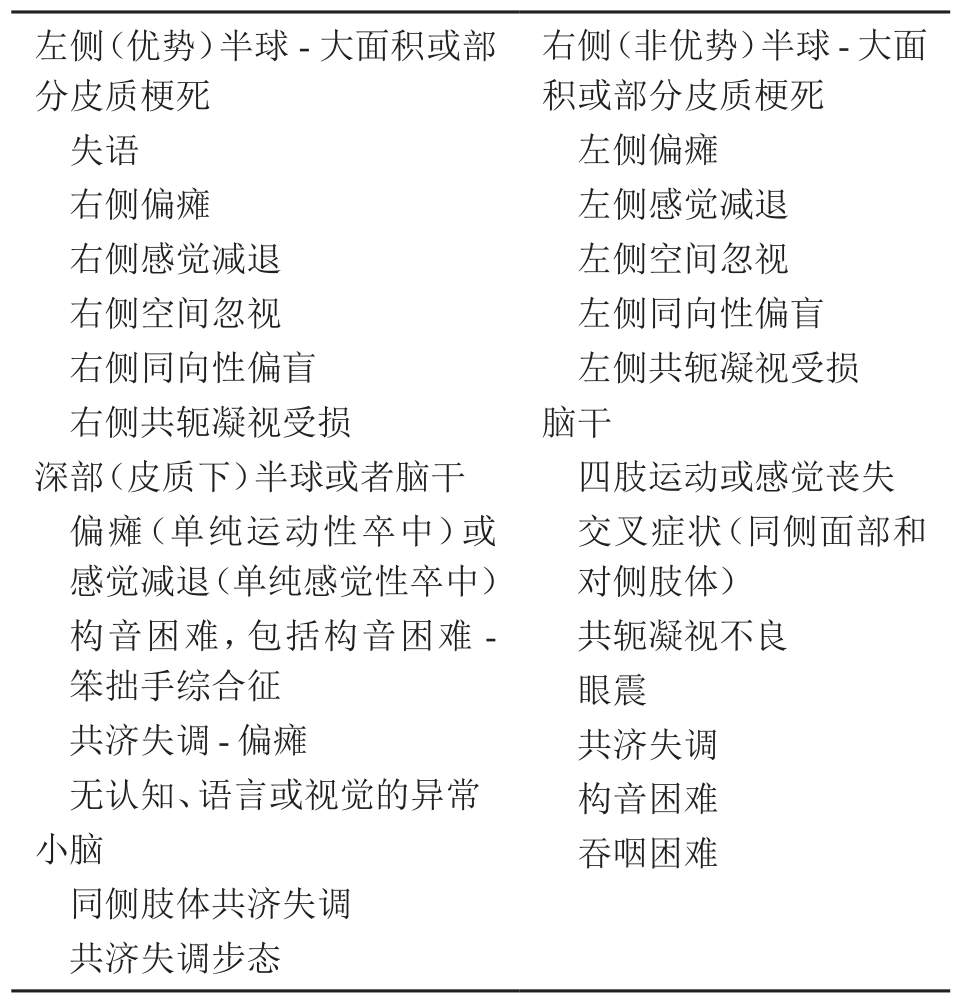 左侧（优势）半球 - 大面积或部
分皮质梗死
失语
右侧偏瘫
右侧感觉减退
右侧空间忽视
右侧同向性偏盲
右侧共轭凝视受损
深部（皮质下）半球或者脑干
偏瘫（单纯运动性卒中）或
感觉减退（单纯感觉性卒中）
构音困难，包括构音困难 -
笨拙手综合征
共济失调 - 偏瘫
无认知、语言或视觉的异常
小脑
同侧肢体共济失调
共济失调步态
右侧（非优势）半球 - 大面
积或部分皮质梗死
左侧偏瘫
左侧感觉减退
左侧空间忽视
左侧同向性偏盲
左侧共轭凝视受损
脑干
四肢运动或感觉丧失
交叉症状（同侧面部和
对侧肢体）
共轭凝视不良
眼震
共济失调
构音困难
吞咽困难